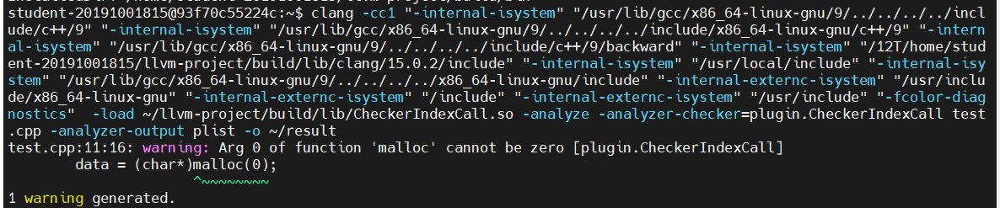 student-20191001815@93f70c55224c:~$ clang -cc1 "-internal-isystem" "/usr/lib/gcc/x86_64-linux-gnu/9/../../../../incl
ude/c++/9" "-internal-isystem" "/usr/lib/gcc/x86_64-linux-gnu/9/../../../../include/x86_64-linux-gnu/c++/9" "-intern
al-isystem" "/usr/lib/gcc/x86_64-linux-gnu/9/../../../../include/c++/9/backward" "-internal-isystem" "/12T/home/stud
ent-20191001815/llvm-project/build/lib/clang/15.0.2/include" "-internal-isystem" "/usr/local/include" "-internal-isy
stem" "/usr/lib/gcc/x86_64-linux-gnu/9/../../../../x86_64-linux-gnu/include" "-internal-externc-isystem" "/usr/inclu
de/x86_64-linux-gnu" "-internal-externc-isystem" "/include" "-internal-externc-isystem" "/usr/include" "-fcolor-diag
nostics"  -load ~/llvm-project/build/lib/CheckerIndexCall.so -analyze -analyzer-checker=plugin.CheckerIndexCall test
.cpp -analyzer-output plist -o ~/result
test.cpp:11:16: warning: Arg 0 of function 'malloc' cannot be zero [plugin.CheckerIndexCall]
        data = (char*)malloc(0);
                      ^~~~~~~~~
1 warning generated.